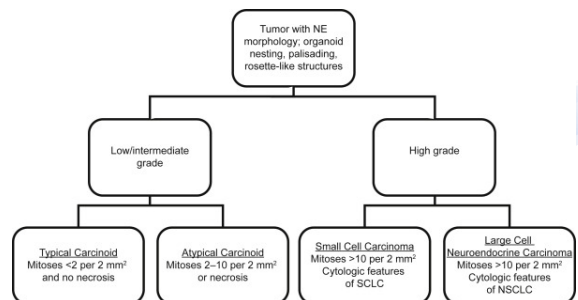 Tumor with NE
morphology; organoid
nesting, palisading,
rosette-like structures
Low/intermediate
grade
High grade
Typical Carcinoid
Mitoses <2 per 2 mm²
and no necrosis
Atypical Carcinoid
Mitoses 2–10 per 2 mm²
or necrosis
Small Cell Carcinoma
Mitoses >10 per 2 mm²
Cytologic features
of SCLC
Large Cell
Neuroendocrine Carcinoma
Mitoses >10 per 2 mm²
Cytologic features
of NSCLC